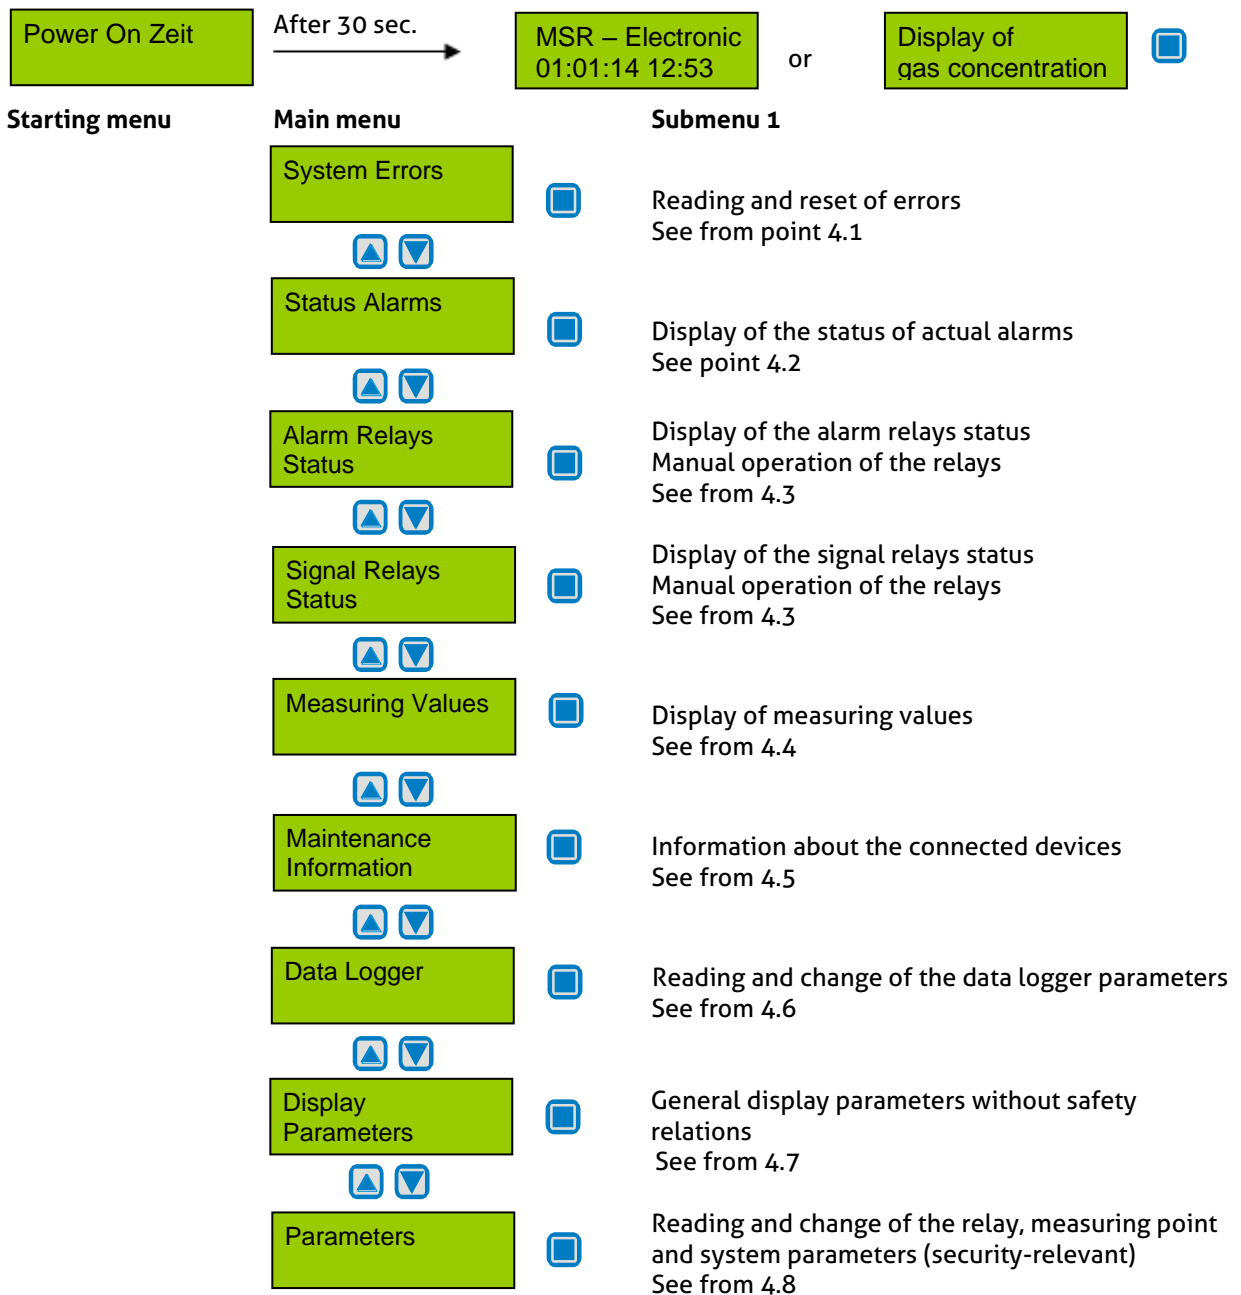 Power On Zeit
After 30 sec.
MSR – Electronic
01:01:14 12:53
or
Display of
gas concentration
Starting menu
Main menu
Submenu 1
System Errors
Reading and reset of errors
See from point 4.1
Status Alarms
Display of the status of actual alarms
See point 4.2
Alarm Relays
Status
Display of the alarm relays status
Manual operation of the relays
See from 4.3
Signal Relays
Status
Display of the signal relays status
Manual operation of the relays
See from 4.3
Measuring Values
Display of measuring values
See from 4.4
Maintenance
Information
Information about the connected devices
See from 4.5
Data Logger
Reading and change of the data logger parameters
See from 4.6
Display
Parameters
General display parameters without safety
relations
See from 4.7
Parameters
Reading and change of the relay, measuring point
and system parameters (security-relevant)
See from 4.8